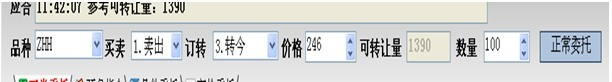 应答 11:42:07 参考可转让量: 1390
品种 ZHH 买卖 1.卖出 订转 3.转今 价格 246 可转让量 1390 数量 100 正常委托